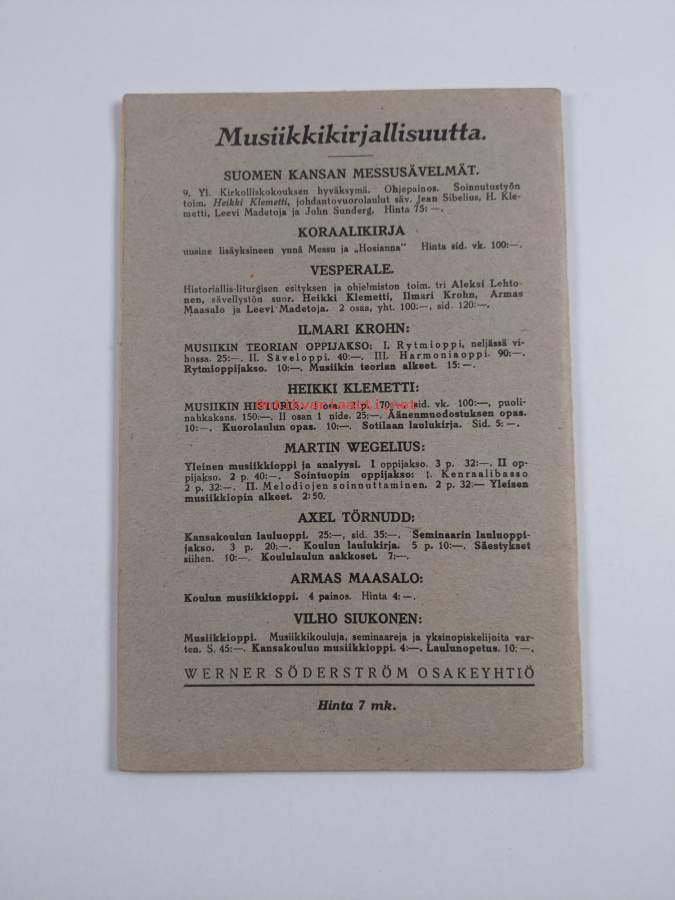 Musiikkikirjallisuutta.
SUOMEN KANSAN MESSUSÄVELMÄT.
9. Yl. Kirkolliskokouksen hyväksymä. Ohjepainos. Soinnutustyön
toim. Heikki Klemetti, johdantovuorolaulut säv. Jean Sibelius, H. Kle-
metti, Leevi Madetoja ja John Sunderg. Hinta 75: —.
KORAALIKIRJA
uusine lisäyksineen ynnä Messu ja „Hosianna" Hinta sid. vk. 100:—.
VESPERALE.
Historiallis-liturgisen esityksen ja ohjelmiston toim. tri Aleksi Lehto-
nen, sävellystön suor. Heikki Klemetti, Ilmari Krohn, Armas
Maasalo ja Leevi Madetoja. 2 osaa, yht. 100:—, sid. 120:—.
ILMARI KROHN:
MUSIIKIN TEORIAN OPPIJAKSO: I. Rytmioppi, neljässä vi-
hossa. 25:—. II. Säveloppi. 40:—. III. Harmoniaoppi. 90:—.
Rytmioppijakso. 10:—. Musiikin teorian alkeet. 15: —.
HEIKKI KLEMETTI:
MUSIIKIN HISTORIA. I osa. 2 p. 70:—, sid. vk. 100:—, puoli-
nahkakans. 150:—. II osan 1 nide. 25:—. Äänenmuodostuksen opas.
10:—. Kuorolaulun opas. 10:—. Sotilaan laulukirja. Sid. 5: —.
MARTIN WEGELIUS:
Yleinen musiikkioppi ja analyysi. I oppijakso. 3 p. 32:—. II op-
pijakso. 2 p. 40:—. Sointuopin oppijakso: I. Kenraalibasso
2 p. 32:—. II. Melodiojen soinnuttaminen. 2 p. 32:— Yleisen
musiikkiopin alkeet. 2:50.
AXEL TÖRNUDD:
Kansakoulun lauluoppi. 25:—, sid. 35:—. Seminaarin lauluoppi-
jakso. 3 p. 20:—. Koulun laulukirja. 5 p. 10:—. Säestykset
siihen. 10:—. Koululaulun aakkoset. 7:—.
ARMAS MAASALO:
Koulun musiikkioppi. 4 painos. Hinta 4: —.
VILHO SIUKONEN:
Musiikkioppi. Musiikkikouluja, seminaareja ja yksinopiskelijoita var-
ten. S. 45:—. Kansakoulun musiikkioppi. 4:—. Laulunopetus. 10: —.
WERNER SÖDERSTRÖM OSAKEYHTIÖ
Hinta 7 mk.